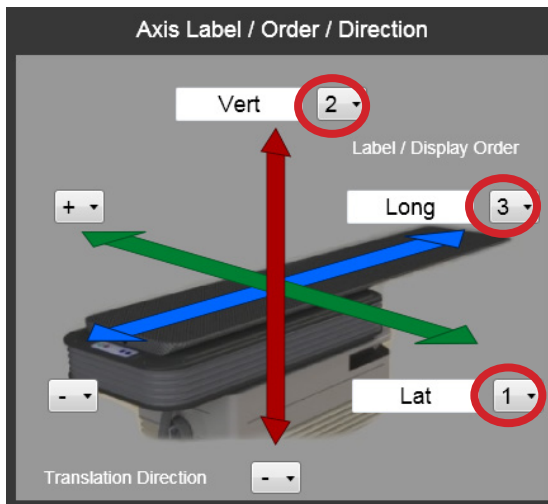 Axis Label / Order / Direction
Vert 2
Label / Display Order
+ Long 3
- Lat 1
Translation Direction -